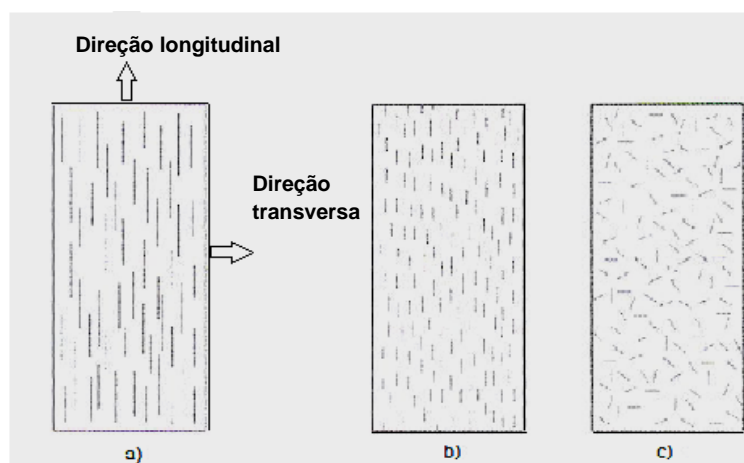 Direção longitudinal
Direção
transversa
a)
b)
c)